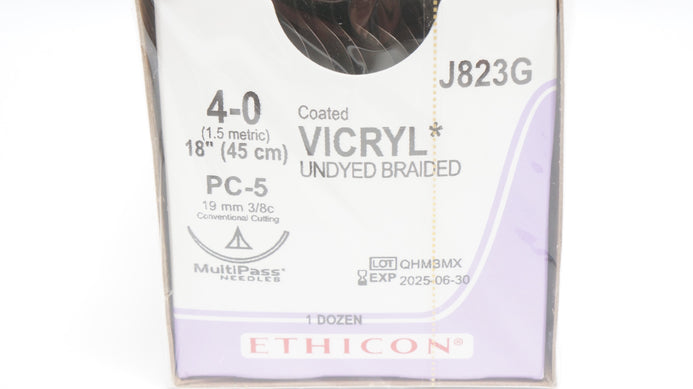 J823G
4-0
(1.5 metric)
18" (45 cm)
Coated
VICRYL*
UNDYED BRAIDED
PC-5
19 mm 3/8c
Conventional Cutting
MultiPass*
NEEDLES
LOT QHM3MX
EXP 2025-06-30
1 DOZEN
ETHICON®